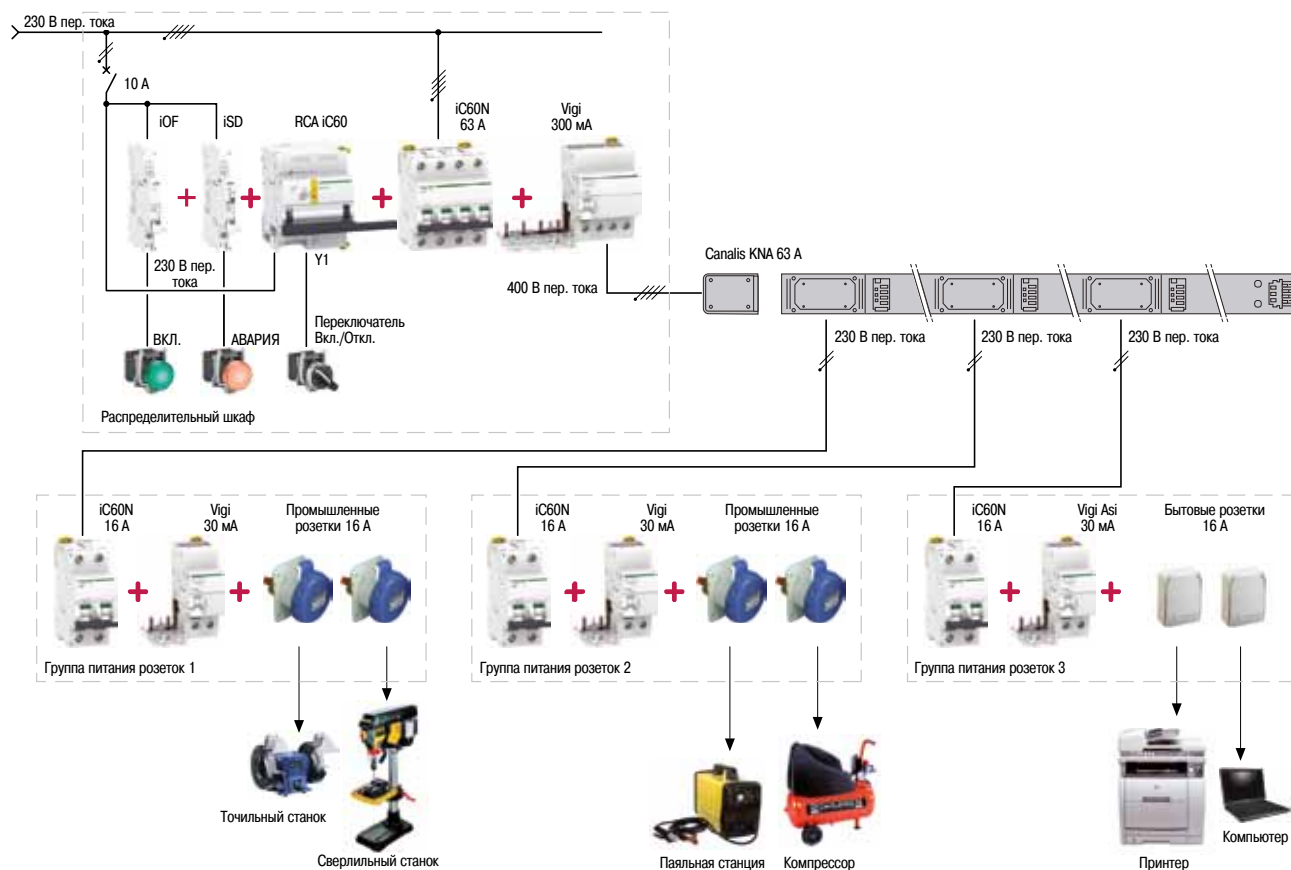 230 В пер. тока
10 А
iOF
iSD
RCA iC60
iC60N
63 А
Vigi
300 мА
230 В пер.
тока
Y1
400 В пер. тока
Canalis KNA 63 А
ВКЛ.
АВАРИЯ
Переключатель
Вкл./Откл.
Распределительный шкаф
230 В пер. тока
230 В пер. тока
230 В пер. тока
iC60N
16 А
Vigi
30 мА
Промышленные
розетки 16 А
Группа питания розеток 1
iC60N
16 А
Vigi
30 мА
Промышленные
розетки 16 А
Группа питания розеток 2
iC60N
16 А
Vigi Asi
30 мА
Бытовые розетки
16 А
Группа питания розеток 3
Точильный станок
Сверлильный станок
Паяльная станция
Компрессор
Принтер
Компьютер